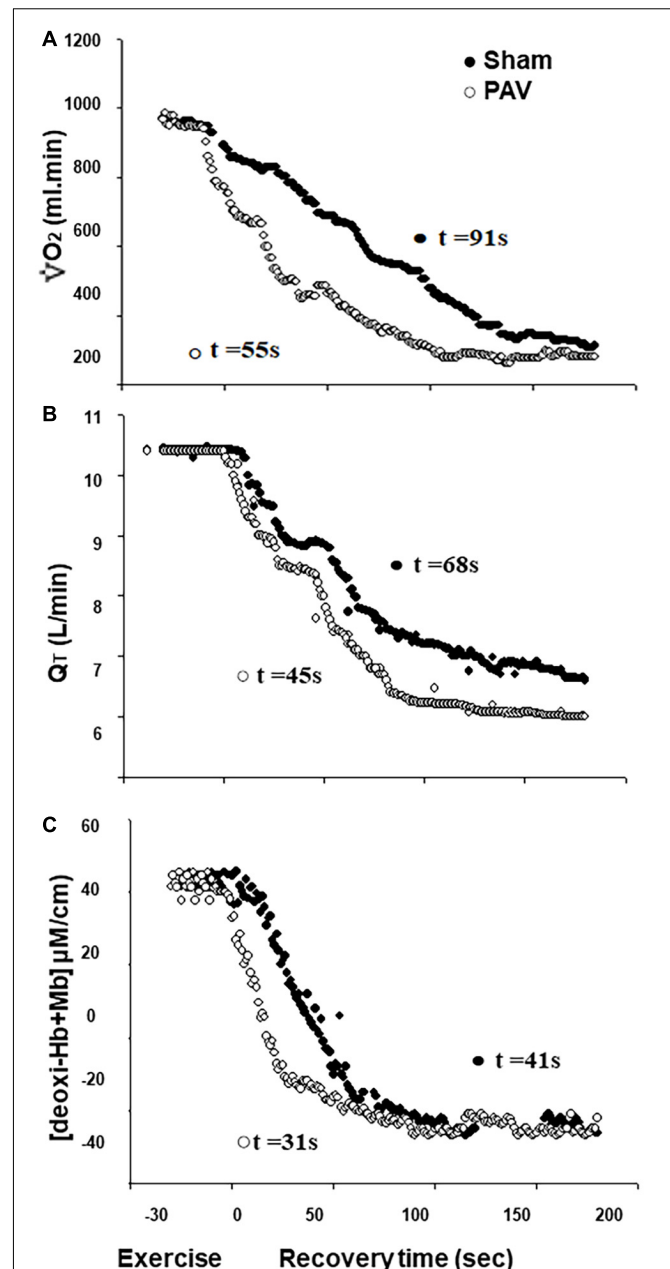 A
1200
1000
800
600
400
200
V̇O2 (ml.min)
Sham
PAV
t =91s
t =55s
B
11
10
9
8
7
6
QT (L/min)
t =68s
t =45s
C
60
40
20
0
-20
-40
[deoxi-Hb+Mb] µM/cm
t =41s
t =31s
-30 0 50 100 150 200
Exercise Recovery time (sec)